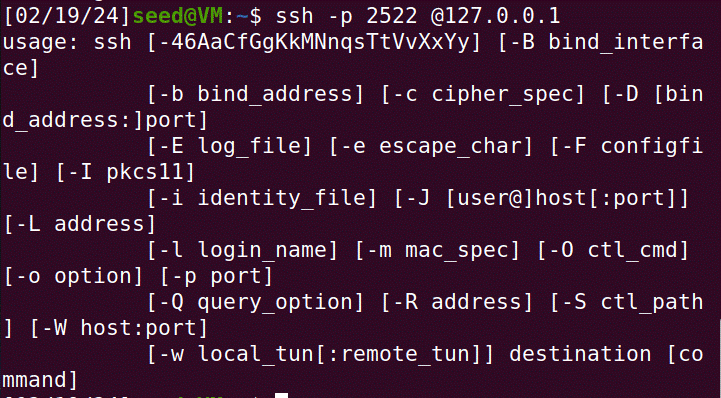 [02/19/24]seed@VM:~$ ssh -p 2522 @127.0.0.1
usage: ssh [-46AaCfGgKkMNnqsTtVvXxYy] [-B bind_interfa
ce]
           [-b bind_address] [-c cipher_spec] [-D [bin
d_address:]port]
           [-E log_file] [-e escape_char] [-F configfi
le] [-I pkcs11]
           [-i identity_file] [-J [user@]host[:port]]
[-L address]
           [-l login_name] [-m mac_spec] [-O ctl_cmd]
[-o option] [-p port]
           [-Q query_option] [-R address] [-S ctl_path
] [-W host:port]
           [-w local_tun[:remote_tun]] destination [co
mmand]